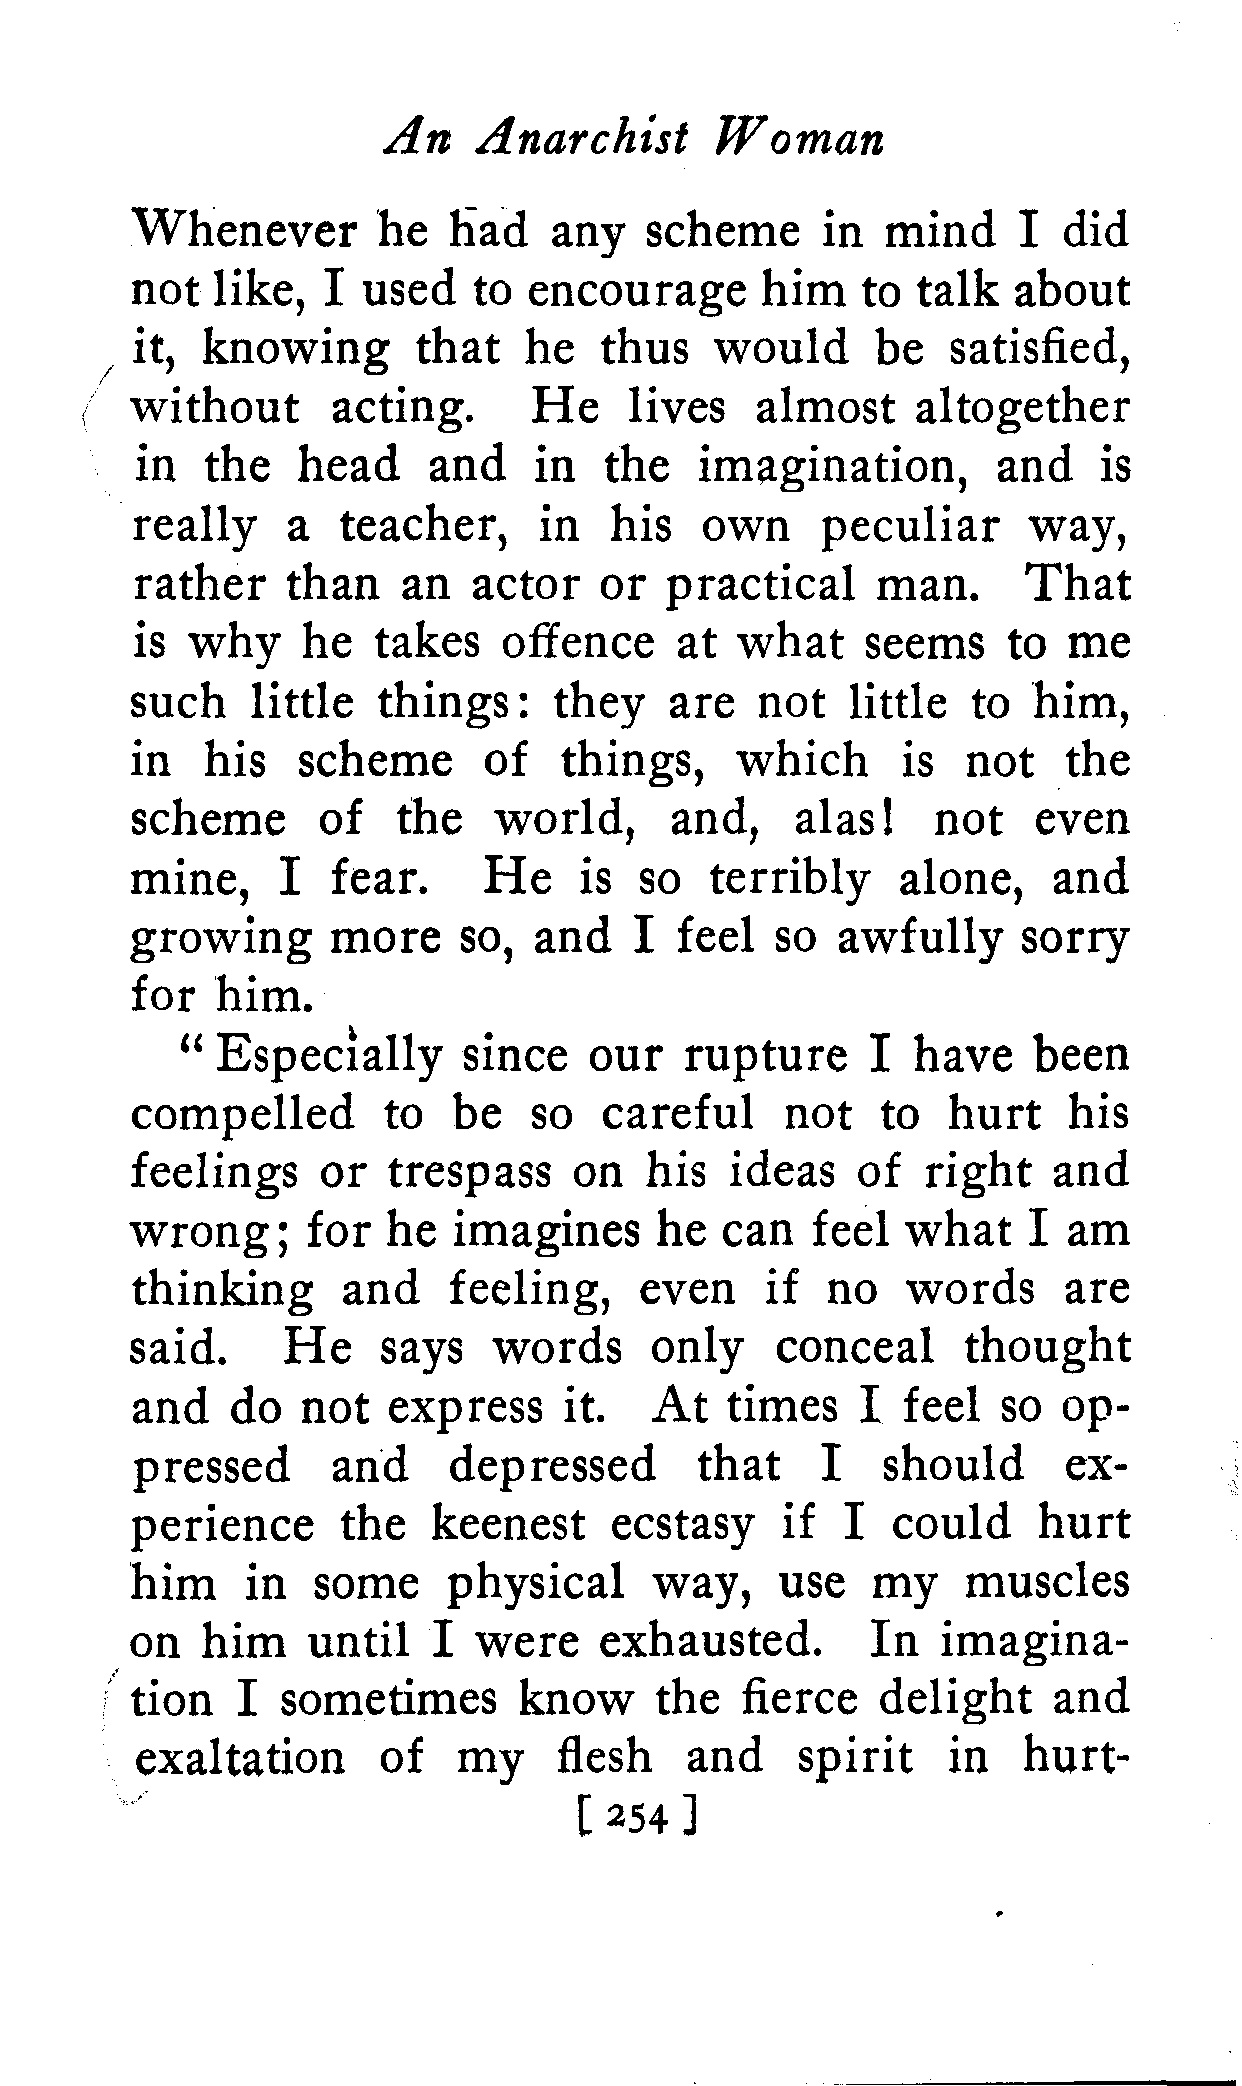 An Anarchist Woman
Whenever he had any scheme in mind I did
not like, I used to encourage him to talk about
it, knowing that he thus would be satisfied,
without acting. He lives almost altogether
in the head and in the imagination, and is
really a teacher, in his own peculiar way,
rather than an actor or practical man. That
is why he takes offence at what seems to me
such little things: they are not little to him,
in his scheme of things, which is not the
scheme of the world, and, alas! not even
mine, I fear. He is so terribly alone, and
growing more so, and I feel so awfully sorry
for him.
“Especially since our rupture I have been
compelled to be so careful not to hurt his
feelings or trespass on his ideas of right and
wrong; for he imagines he can feel what I am
thinking and feeling, even if no words are
said. He says words only conceal thought
and do not express it. At times I feel so op-
pressed and depressed that I should ex-
perience the keenest ecstasy if I could hurt
him in some physical way, use my muscles
on him until I were exhausted. In imagina-
tion I sometimes know the fierce delight and
exaltation of my flesh and spirit in hurt-
[ 254 ]